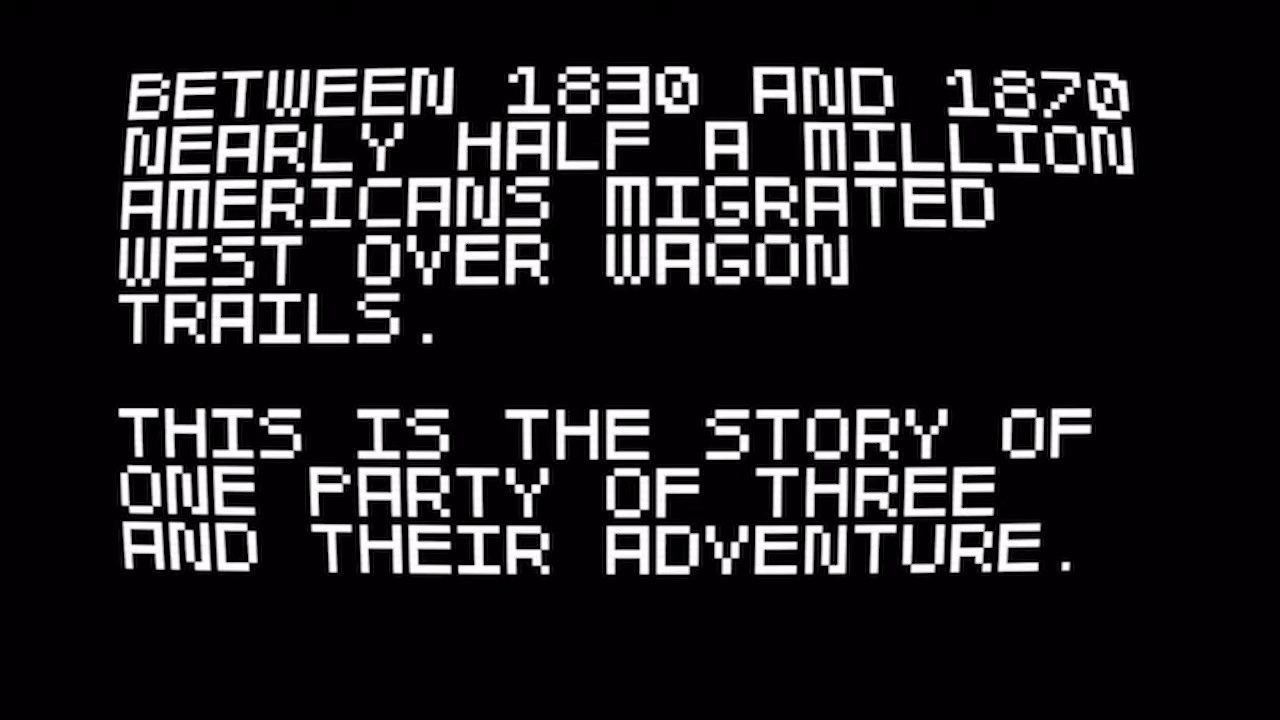 BETWEEN 1830 AND 1870
NEARLY HALF A MILLION
AMERICANS MIGRATED
WEST OVER WAGON
TRAILS.
THIS IS THE STORY OF
ONE PARTY OF THREE
AND THEIR ADVENTURE.